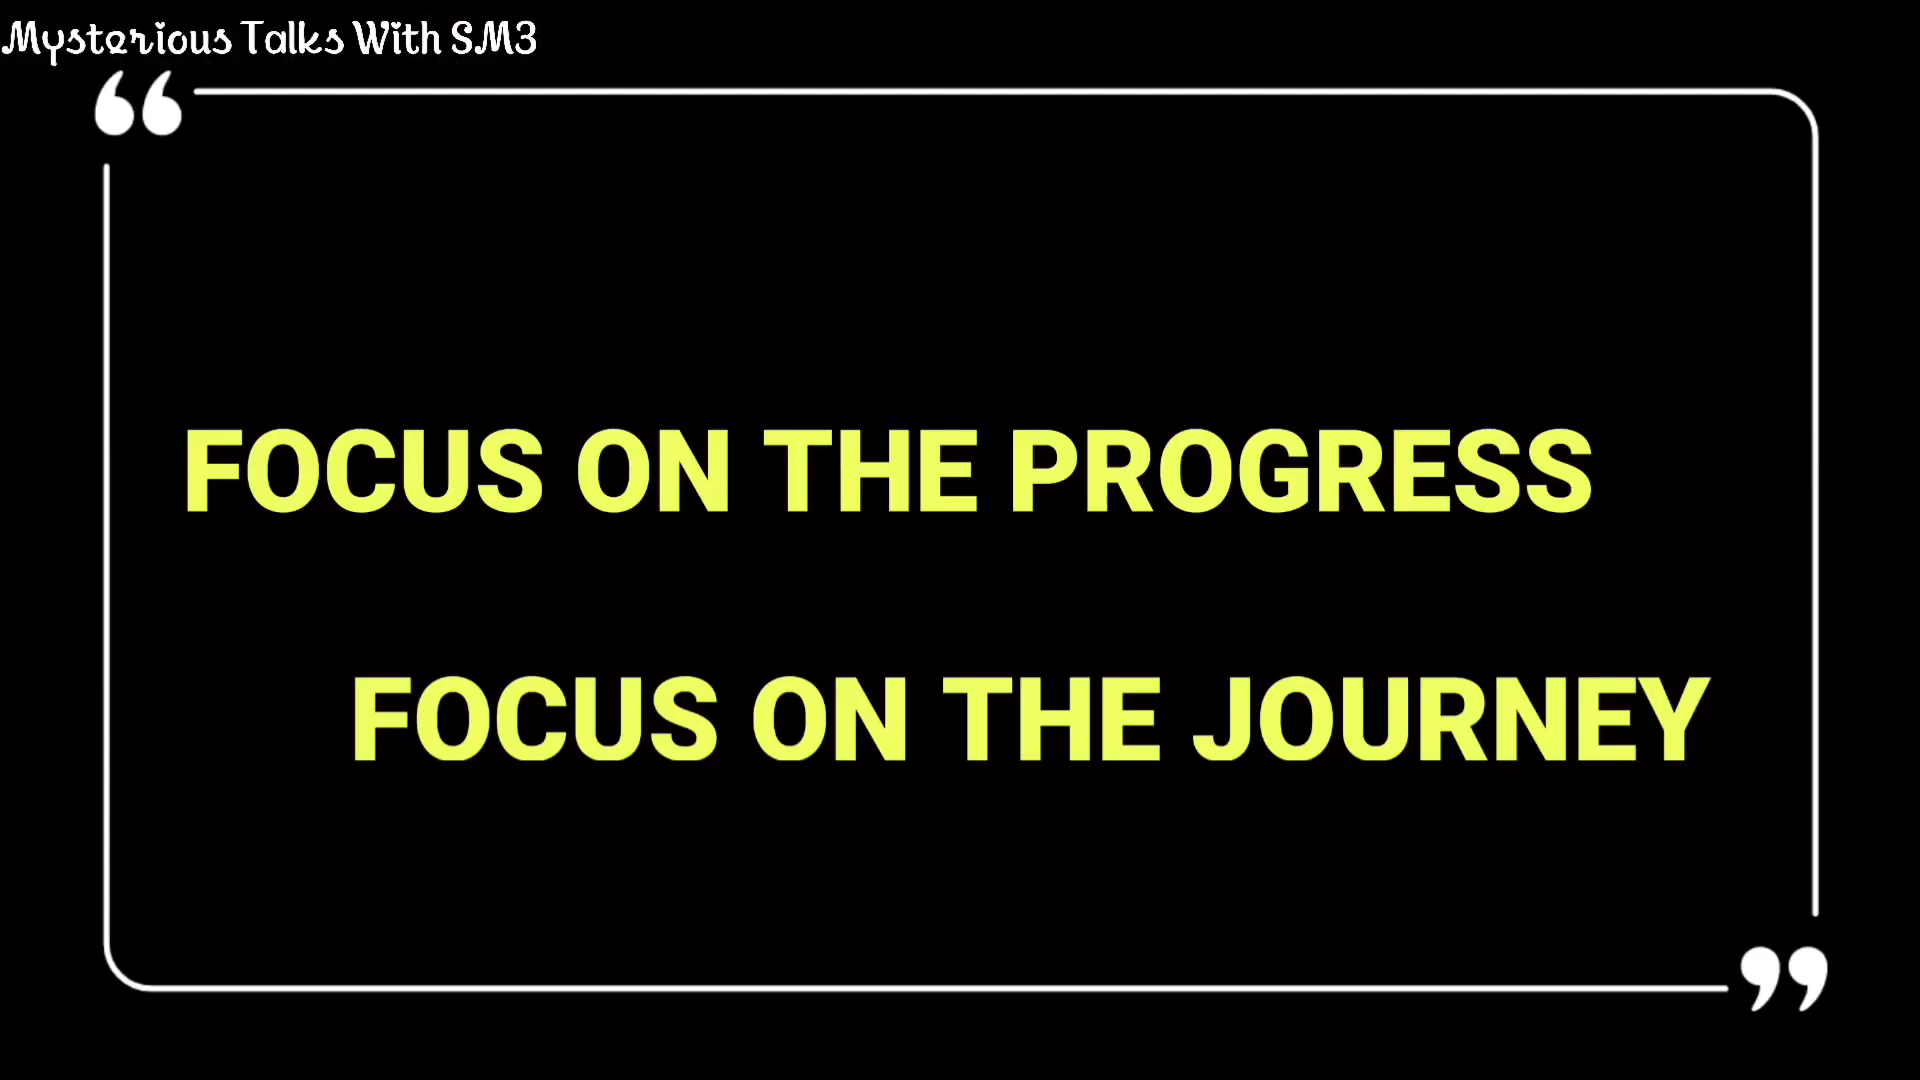 Mysterious Talks With SM3
“
FOCUS ON THE PROGRESS
FOCUS ON THE JOURNEY
”